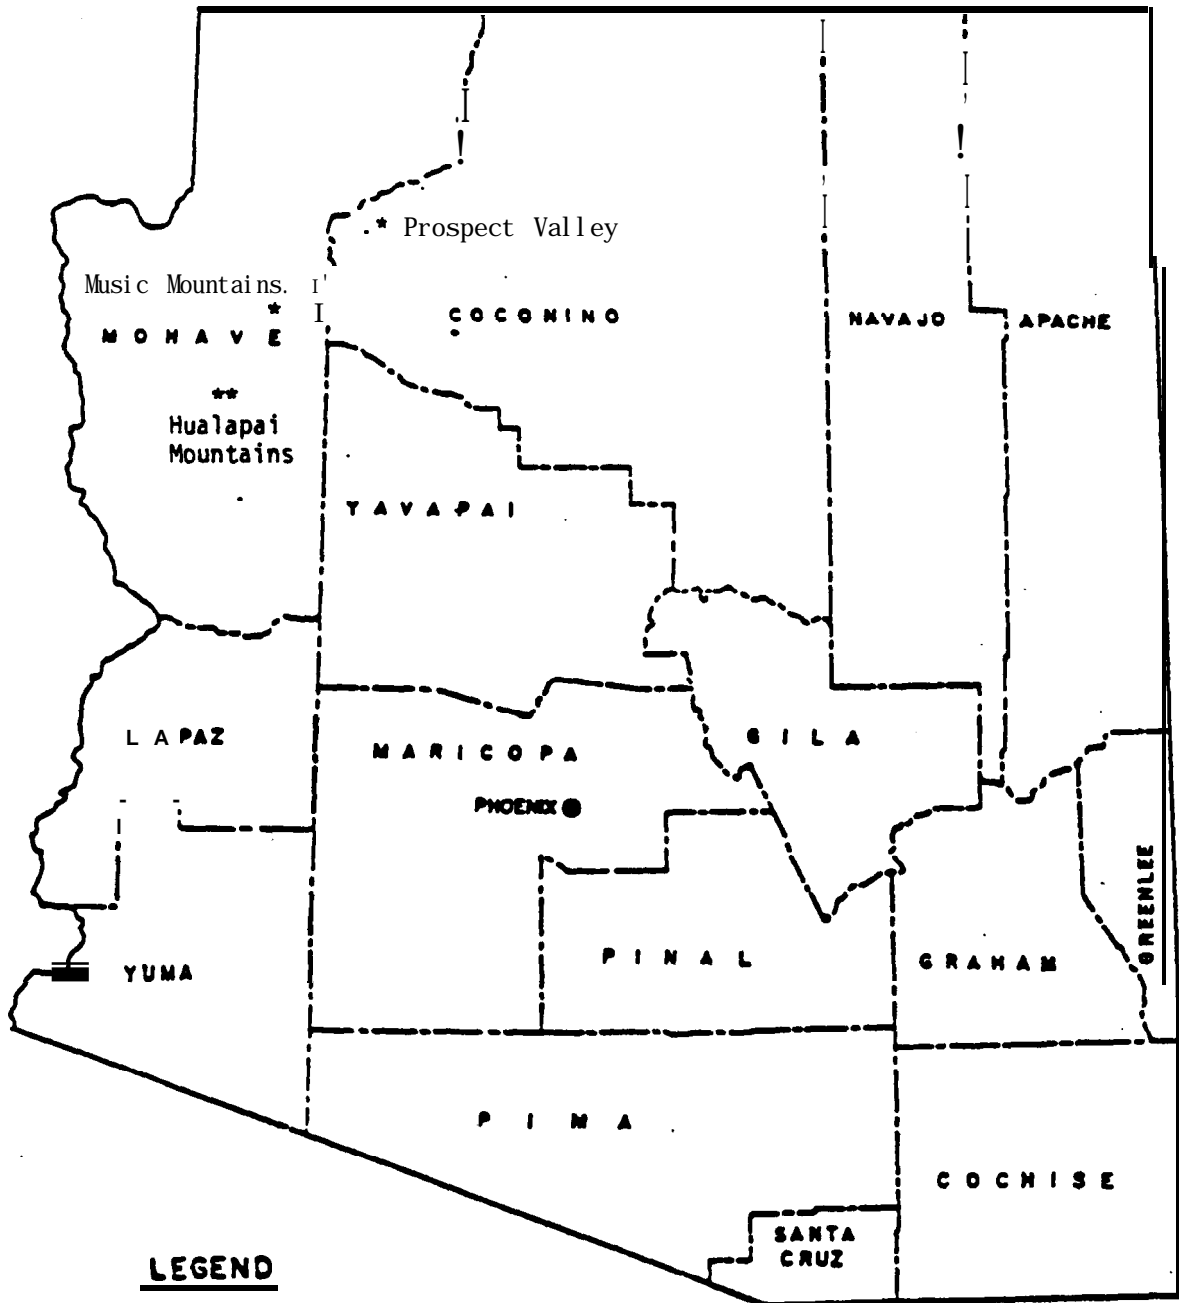 * Prospect Valley
Music Mountains.
*
MOHAVE
COCONINO
NAVAJO
APACHE
**
Hualapai
Mountains
YAVAPAI
LA PAZ
MARICOPA
GILA
PHOENIX
GREENLEE
YUMA
PINAL
GRAHAM
PIMA
COCHISE
SANTA
CRUZ
LEGEND